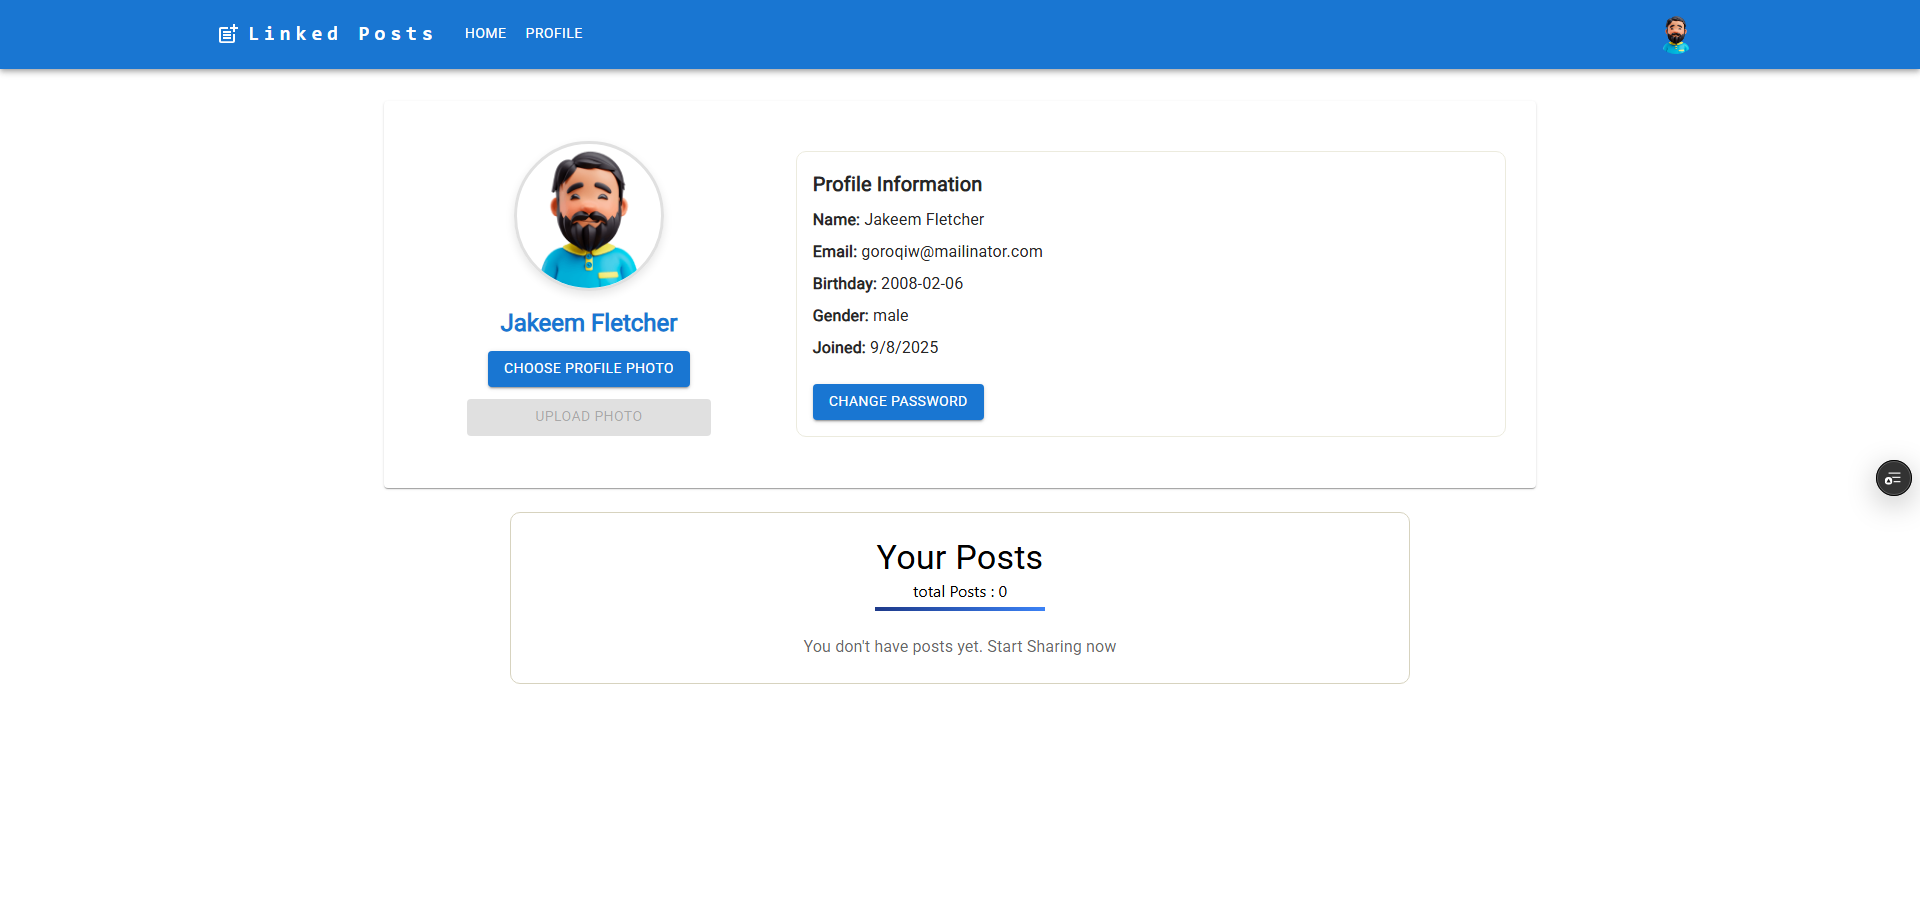 Linked Posts
HOME
PROFILE
Jakeem Fletcher
CHOOSE PROFILE PHOTO
UPLOAD PHOTO
Profile Information
Name: Jakeem Fletcher
Email: goroqiw@mailinator.com
Birthday: 2008-02-06
Gender: male
Joined: 9/8/2025
CHANGE PASSWORD
Your Posts
total Posts : 0
You don't have posts yet. Start Sharing now